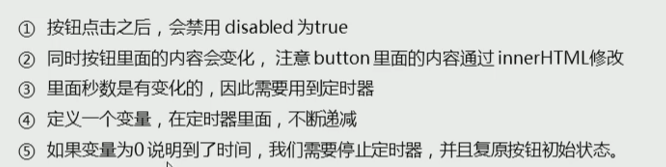 ① 按钮点击之后，会禁用 disabled 为true
② 同时按钮里面的内容会变化， 注意 button 里面的内容通过 innerHTML修改
③ 里面秒数是有变化的，因此需要用到定时器
④ 定义一个变量，在定时器里面，不断递减
⑤ 如果变量为0 说明到了时间，我们需要停止定时器，并且复原按钮初始状态。